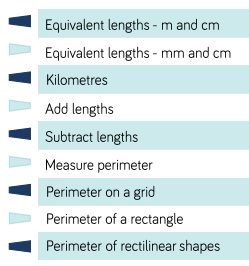 Equivalent lengths - m and cm
Equivalent lengths - mm and cm
Kilometres
Add lengths
Subtract lengths
Measure perimeter
Perimeter on a grid
Perimeter of a rectangle
Perimeter of rectilinear shapes